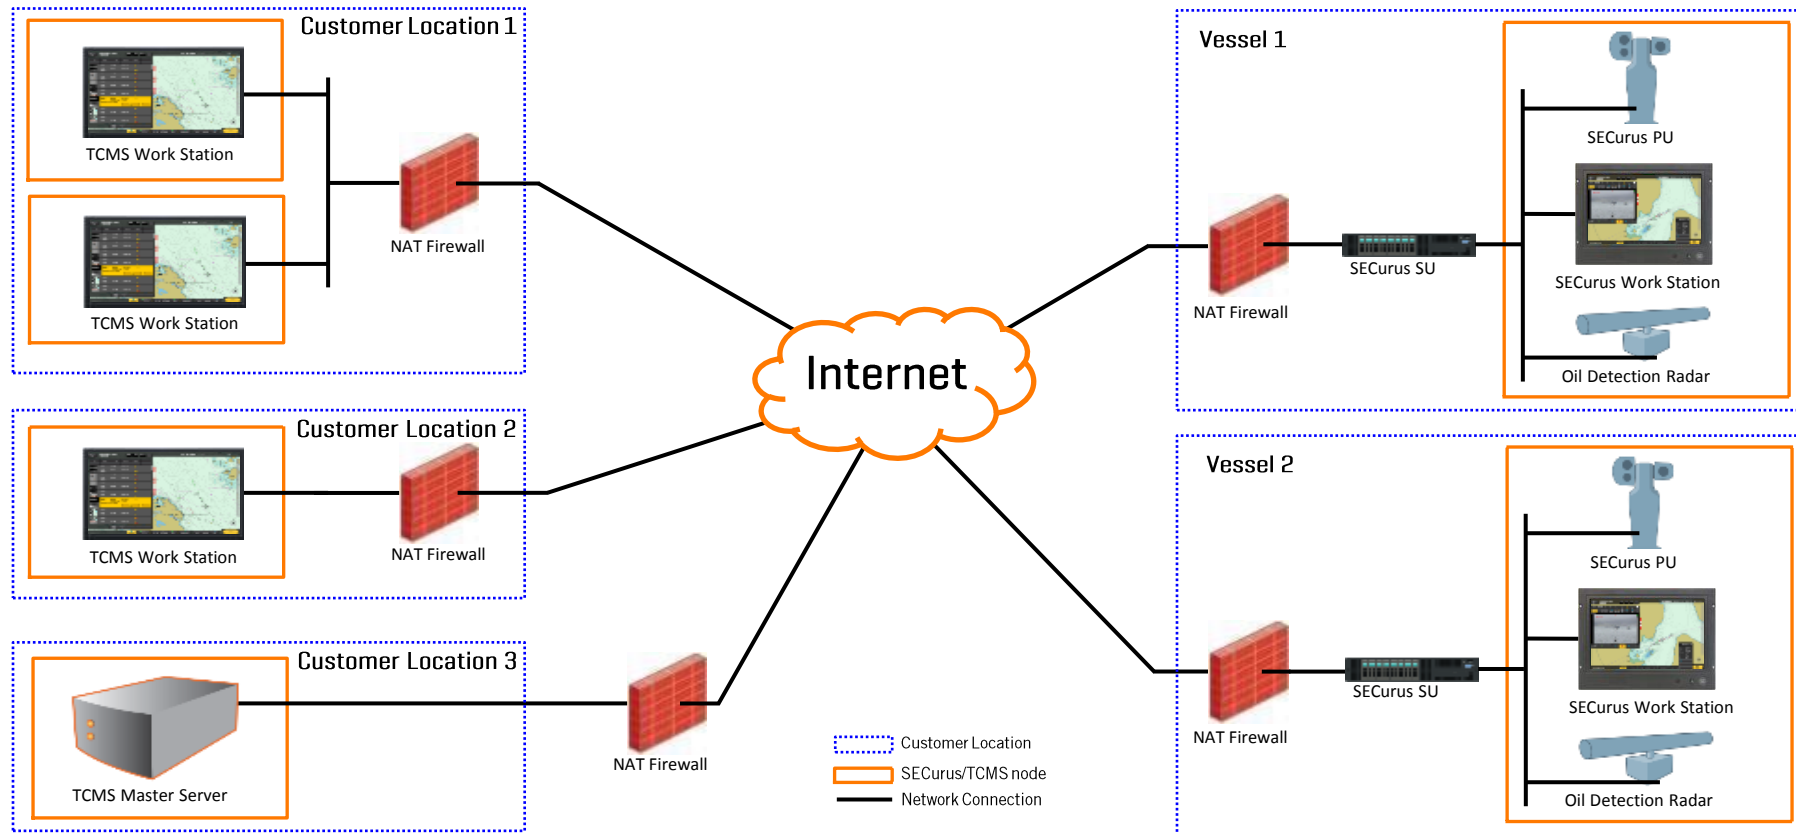 Customer Location 1
TCMS Work Station
TCMS Work Station
NAT Firewall
Customer Location 2
TCMS Work Station
NAT Firewall
Customer Location 3
TCMS Master Server
NAT Firewall
Internet
Vessel 1
NAT Firewall
SECurus SU
SECurus PU
SECurus Work Station
Oil Detection Radar
Vessel 2
NAT Firewall
SECurus SU
SECurus PU
SECurus Work Station
Oil Detection Radar
Customer Location
SECurus/TCMS node
Network Connection